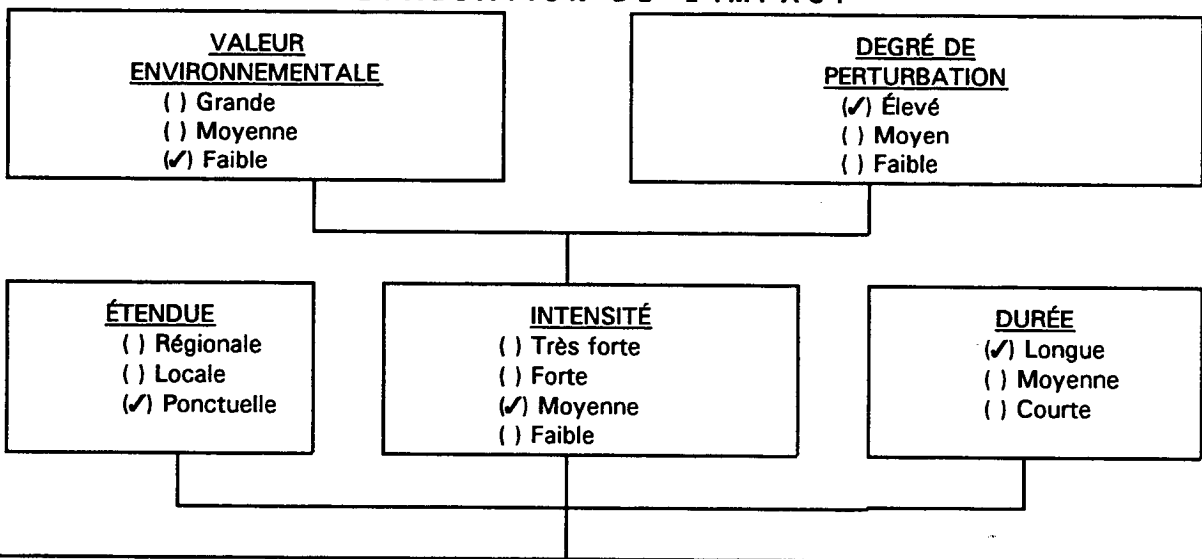 VALEUR
ENVIRONNEMENTALE
( ) Grande
( ) Moyenne
(✓) Faible
DEGRÉ DE
PERTURBATION
(✓) Élevé
( ) Moyen
( ) Faible
ÉTENDUE
( ) Régionale
( ) Locale
(✓) Ponctuelle
INTENSITÉ
( ) Très forte
( ) Forte
(✓) Moyenne
( ) Faible
DURÉE
(✓) Longue
( ) Moyenne
( ) Courte